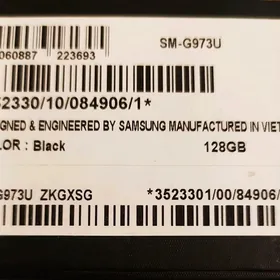 SM-G973U
060887 223693
52330/10/084906/1*
GNED & ENGINEERED BY SAMSUNG MANUFACTURED IN VIET
LOR : Black 128GB
G973U ZKGXSG *3523301/00/84906/